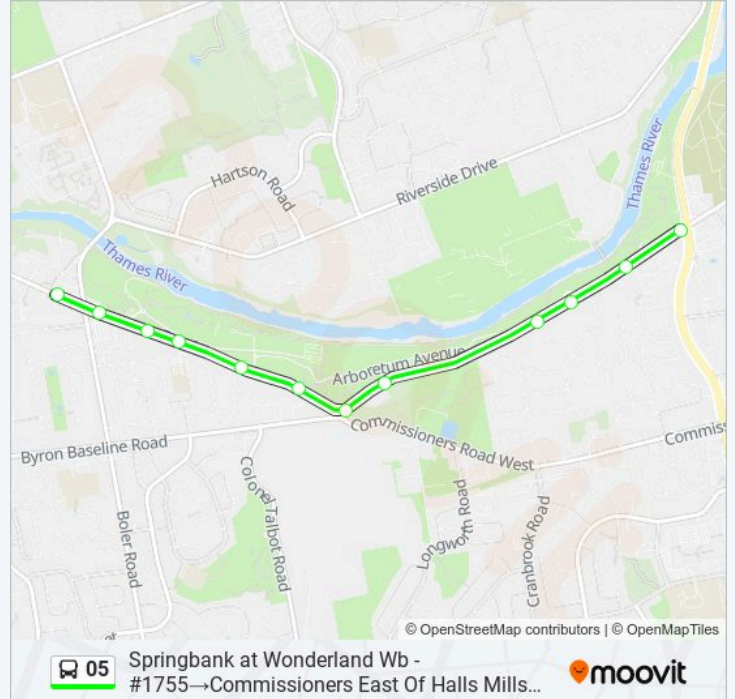 Thames River
Hartson Road
Riverside Drive
Thames River
Arboretum Avenue
Commissioners Road West
Commiss
Byron Baseline Road
Colonel Talbot Road
Longworth Road
Cranbrook Road
Boler Road
et
© OpenStreetMap contributors | © OpenMapTiles
05
Springbank at Wonderland Wb -
#1755→Commissioners East Of Halls Mills...
moovit